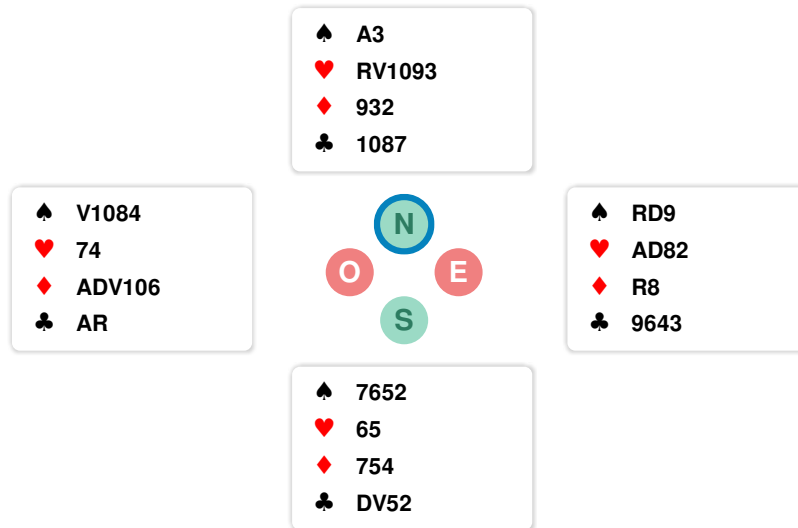 ♠ A3
♥ RV1093
♦ 932
♣ 1087
♠ V1084
♥ 74
♦ ADV106
♣ AR
N
O E
S
♠ RD9
♥ AD82
♦ R8
♣ 9643
♠ 7652
♥ 65
♦ 754
♣ DV52